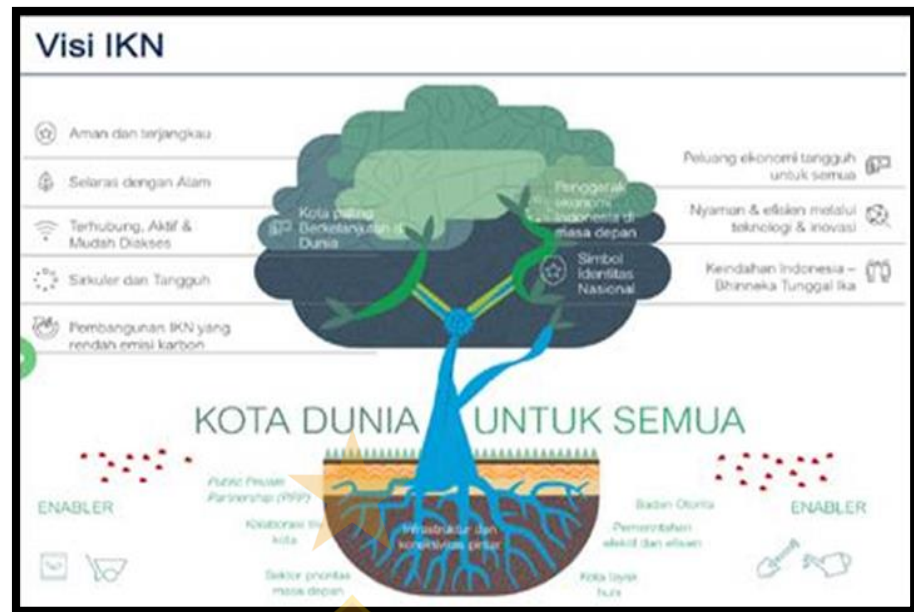 Visi IKN
Aman dan terjangkau
Selaras dengan Alam
Terhubung, Aktif &
Mudah Diakses
Sirkuler dan Tangguh
Pembangunan IKN yang
rendah emisi karbon
Kota paling
Berkelanjutan di
Dunia
Penggerak
ekonomi
Indonesia di
masa depan
Simbol
Identitas
Nasional
Peluang ekonomi tangguh
untuk semua
Nyaman & efisien melalui
teknologi & inovasi
Keindahan Indonesia –
Bhinneka Tunggal Ika
KOTA DUNIA UNTUK SEMUA
ENABLER
Public Private
Partnership (PPP)
Kolaborasi
kota
Sektor prioritas
masa depan
Infrastruktur dan
konektivitas pintar
Badan Otorita
Pemerintahan
efektif dan efisien
Kota layak
huni
ENABLER